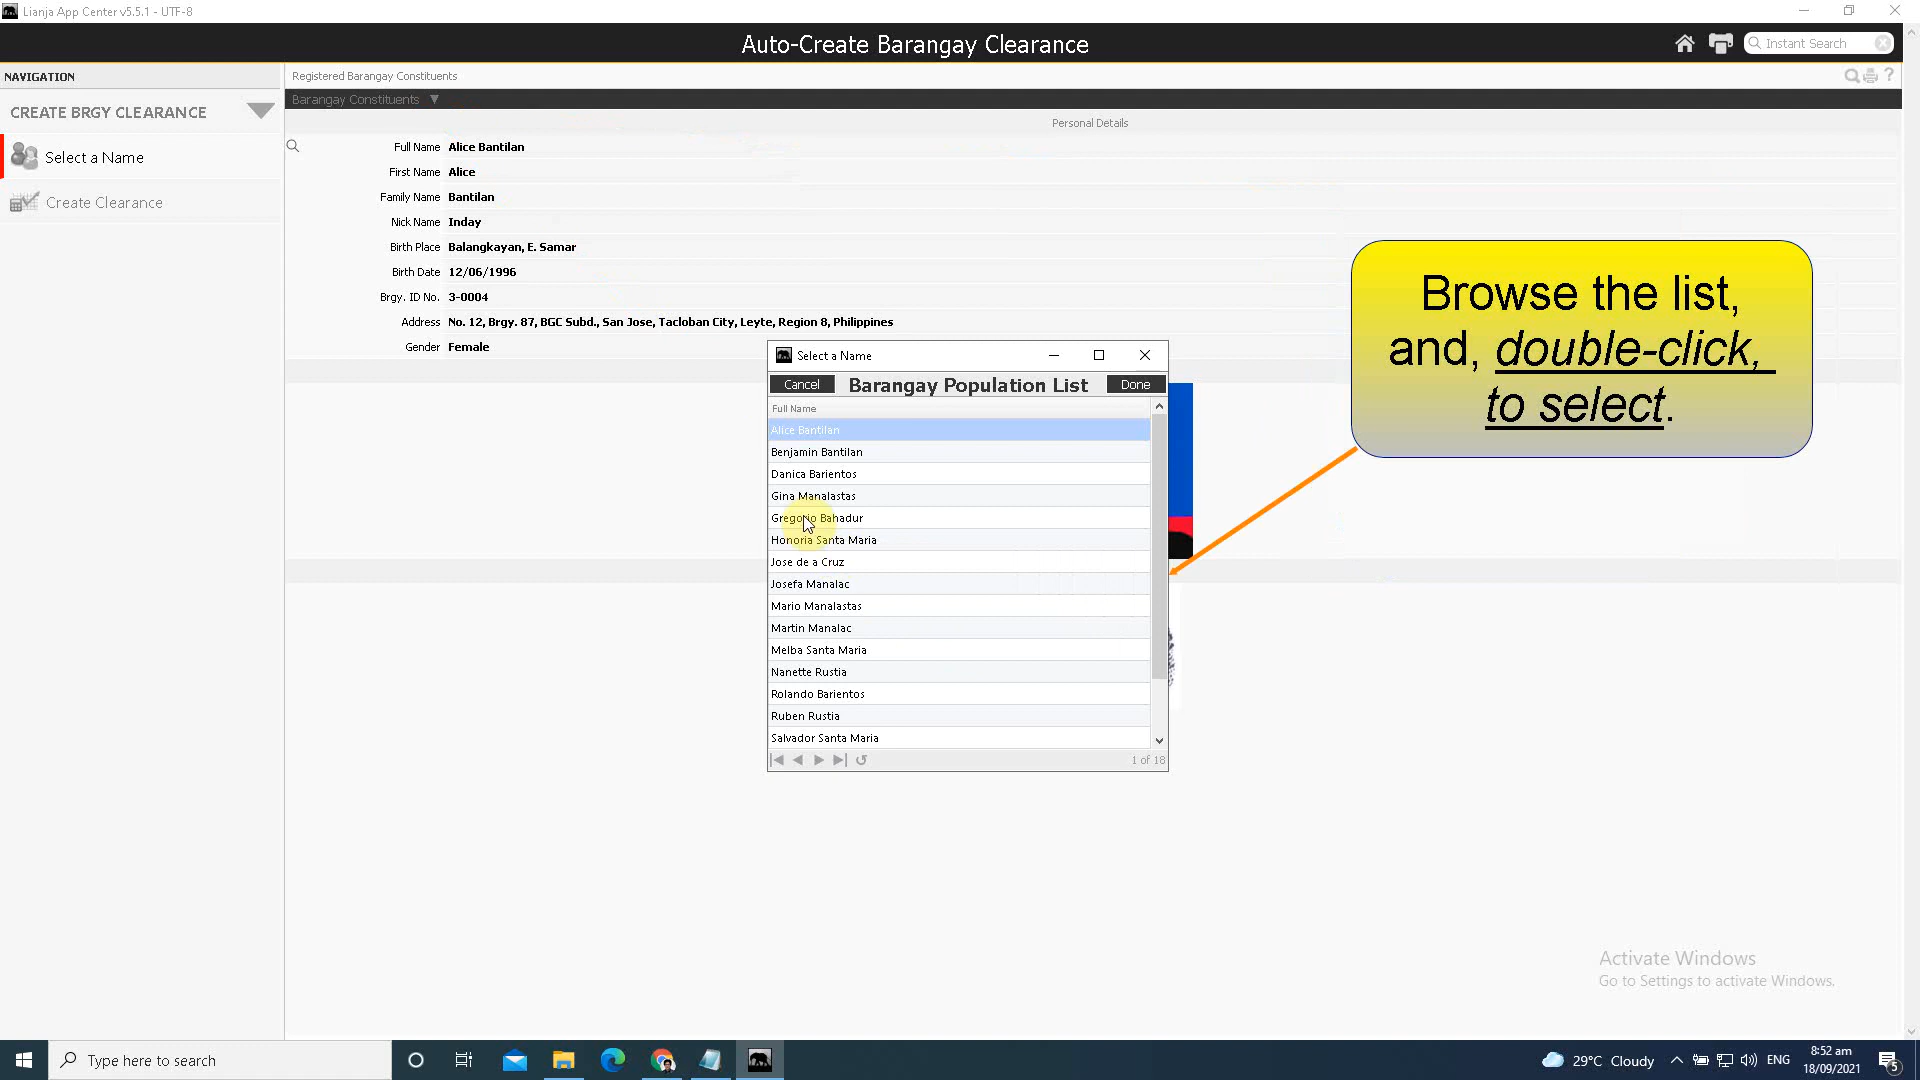 Lianja App Center v5.5.1 - UTF-8
Auto-Create Barangay Clearance
Instant Search
NAVIGATION
Registered Barangay Constituents
?
CREATE BRGY CLEARANCE
Barangay Constituents
Personal Details
Select a Name
Create Clearance
Full Name Alice Bantilan
First Name Alice
Family Name Bantilan
Nick Name Inday
Birth Place Balangkayan, E. Samar
Birth Date 12/06/1996
Brgy. ID No. 3-0004
Address No. 12, Brgy. 87, BGC Subd., San Jose, Tacloban City, Leyte, Region 8, Philippines
Gender Female
Browse the list,
and, double-click,
to select.
Select a Name
Cancel Barangay Population List Done
Full Name
Alice Bantilan
Benjamin Bantilan
Danica Barientos
Gina Manalastas
Gregorio Bahadur
Honoria Santa Maria
Jose de a Cruz
Josefa Manalac
Mario Manalastas
Martin Manalac
Melba Santa Maria
Nanette Rustia
Rolando Barientos
Ruben Rustia
Salvador Santa Maria
1 of 18
Activate Windows
Go to Settings to activate Windows.
Type here to search
29°C Cloudy
ENG
8:52 am
18/09/2021
5